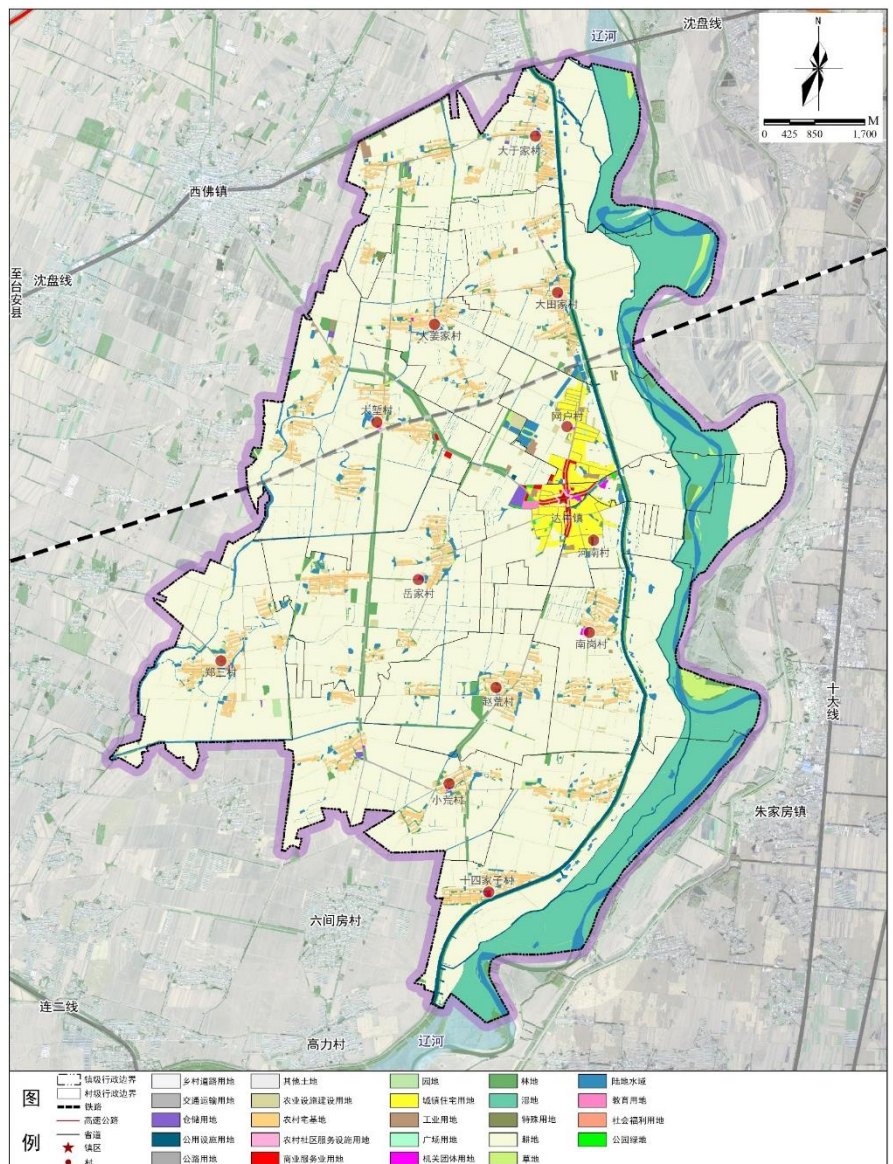 辽河
沈盘线
N
M
0 425 850 1,700
大于家村
西佛镇
至台安县
沈盘线
大田家村
大姜家村
大堑村
网户村
达牛镇
河南村
岳家村
南岗村
郑三村
赵荒村
十大线
小荒村
朱家房镇
十四家子村
六间房村
连二线
高力村
辽河
图例
镇级行政边界
村级行政边界
铁路
高速公路
省道
镇区
村
乡村道路用地
交通运输用地
仓储用地
公用设施用地
公路用地
其他土地
农业设施建设用地
农村宅基地
农村社区服务设施用地
商业服务业用地
园地
城镇住宅用地
工业用地
广场用地
机关团体用地
林地
湿地
特殊用地
耕地
草地
陆地水域
教育用地
社会福利用地
公园绿地